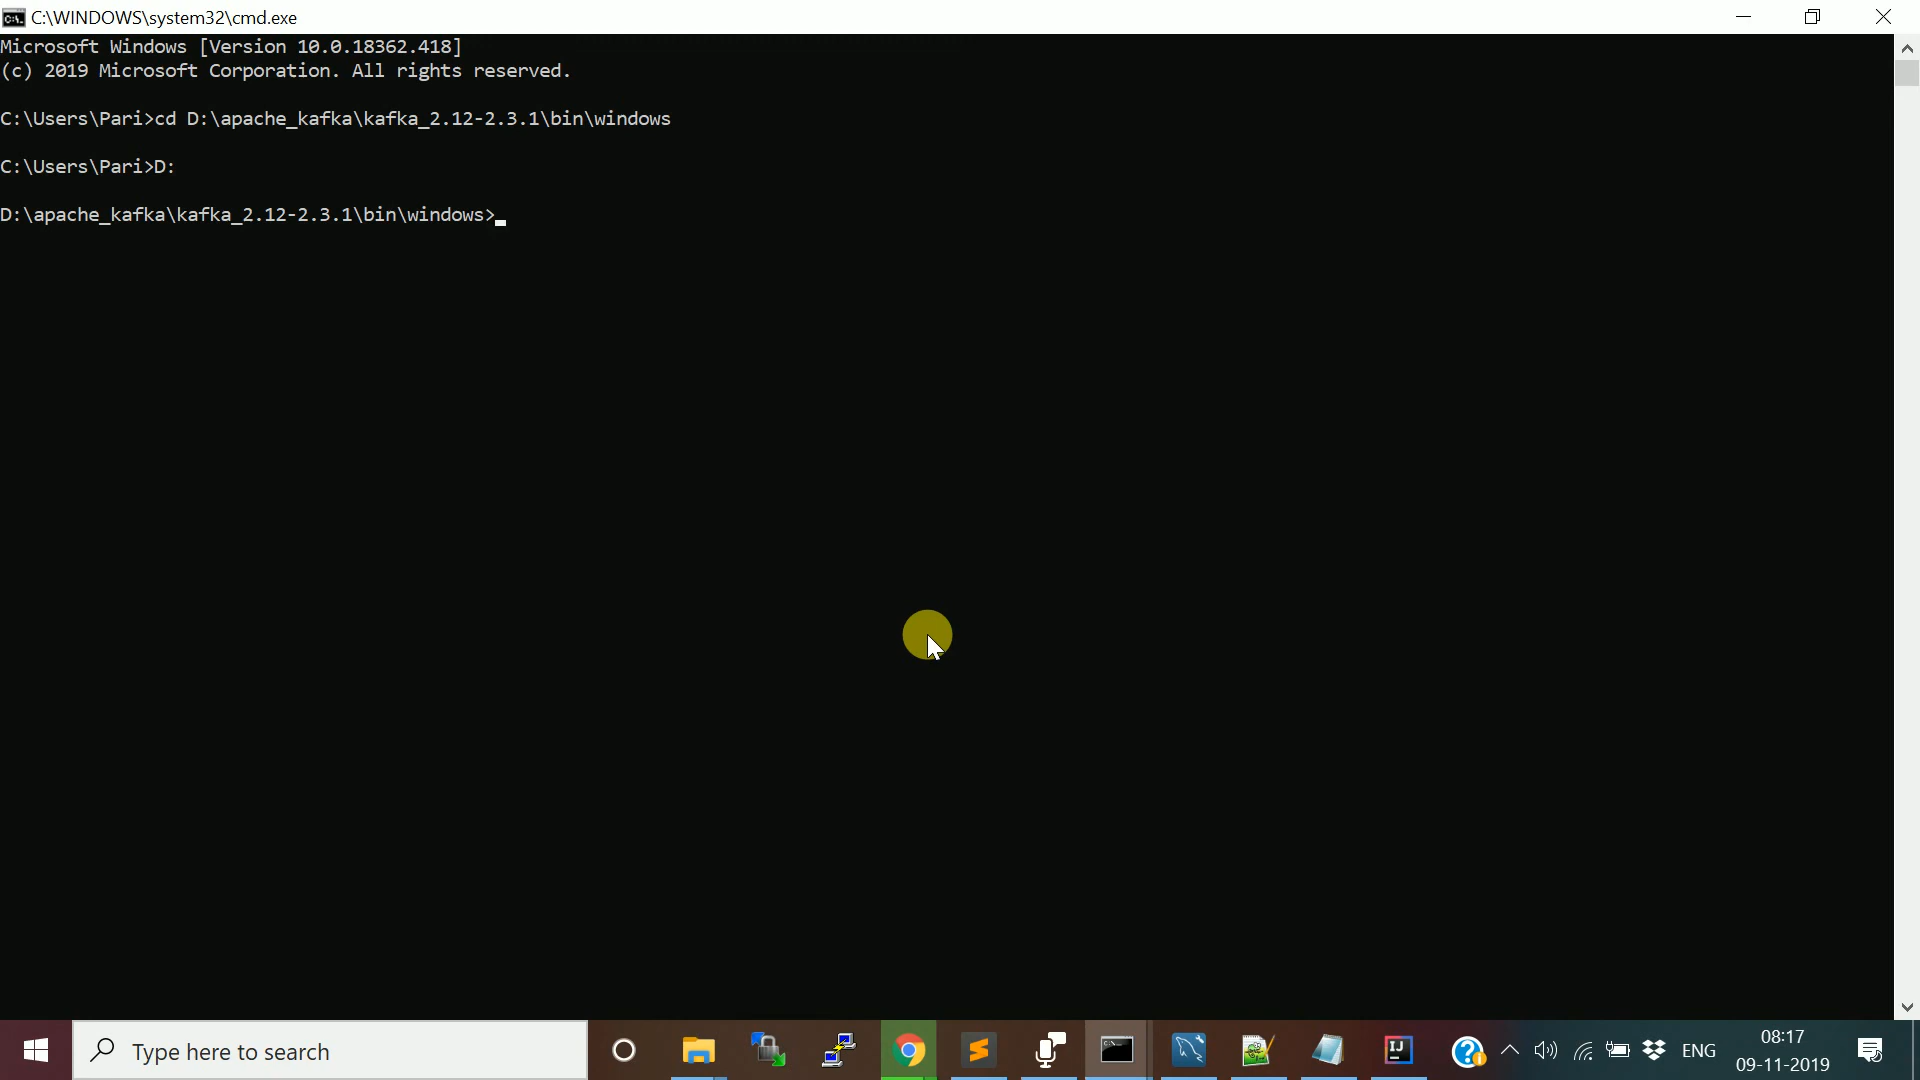 C:\WINDOWS\system32\cmd.exe
Microsoft Windows [Version 10.0.18362.418]
(c) 2019 Microsoft Corporation. All rights reserved.
C:\Users\Pari>cd D:\apache_kafka\kafka_2.12-2.3.1\bin\windows
C:\Users\Pari>D:
D:\apache_kafka\kafka_2.12-2.3.1\bin\windows>
Type here to search
ENG
08:17
09-11-2019